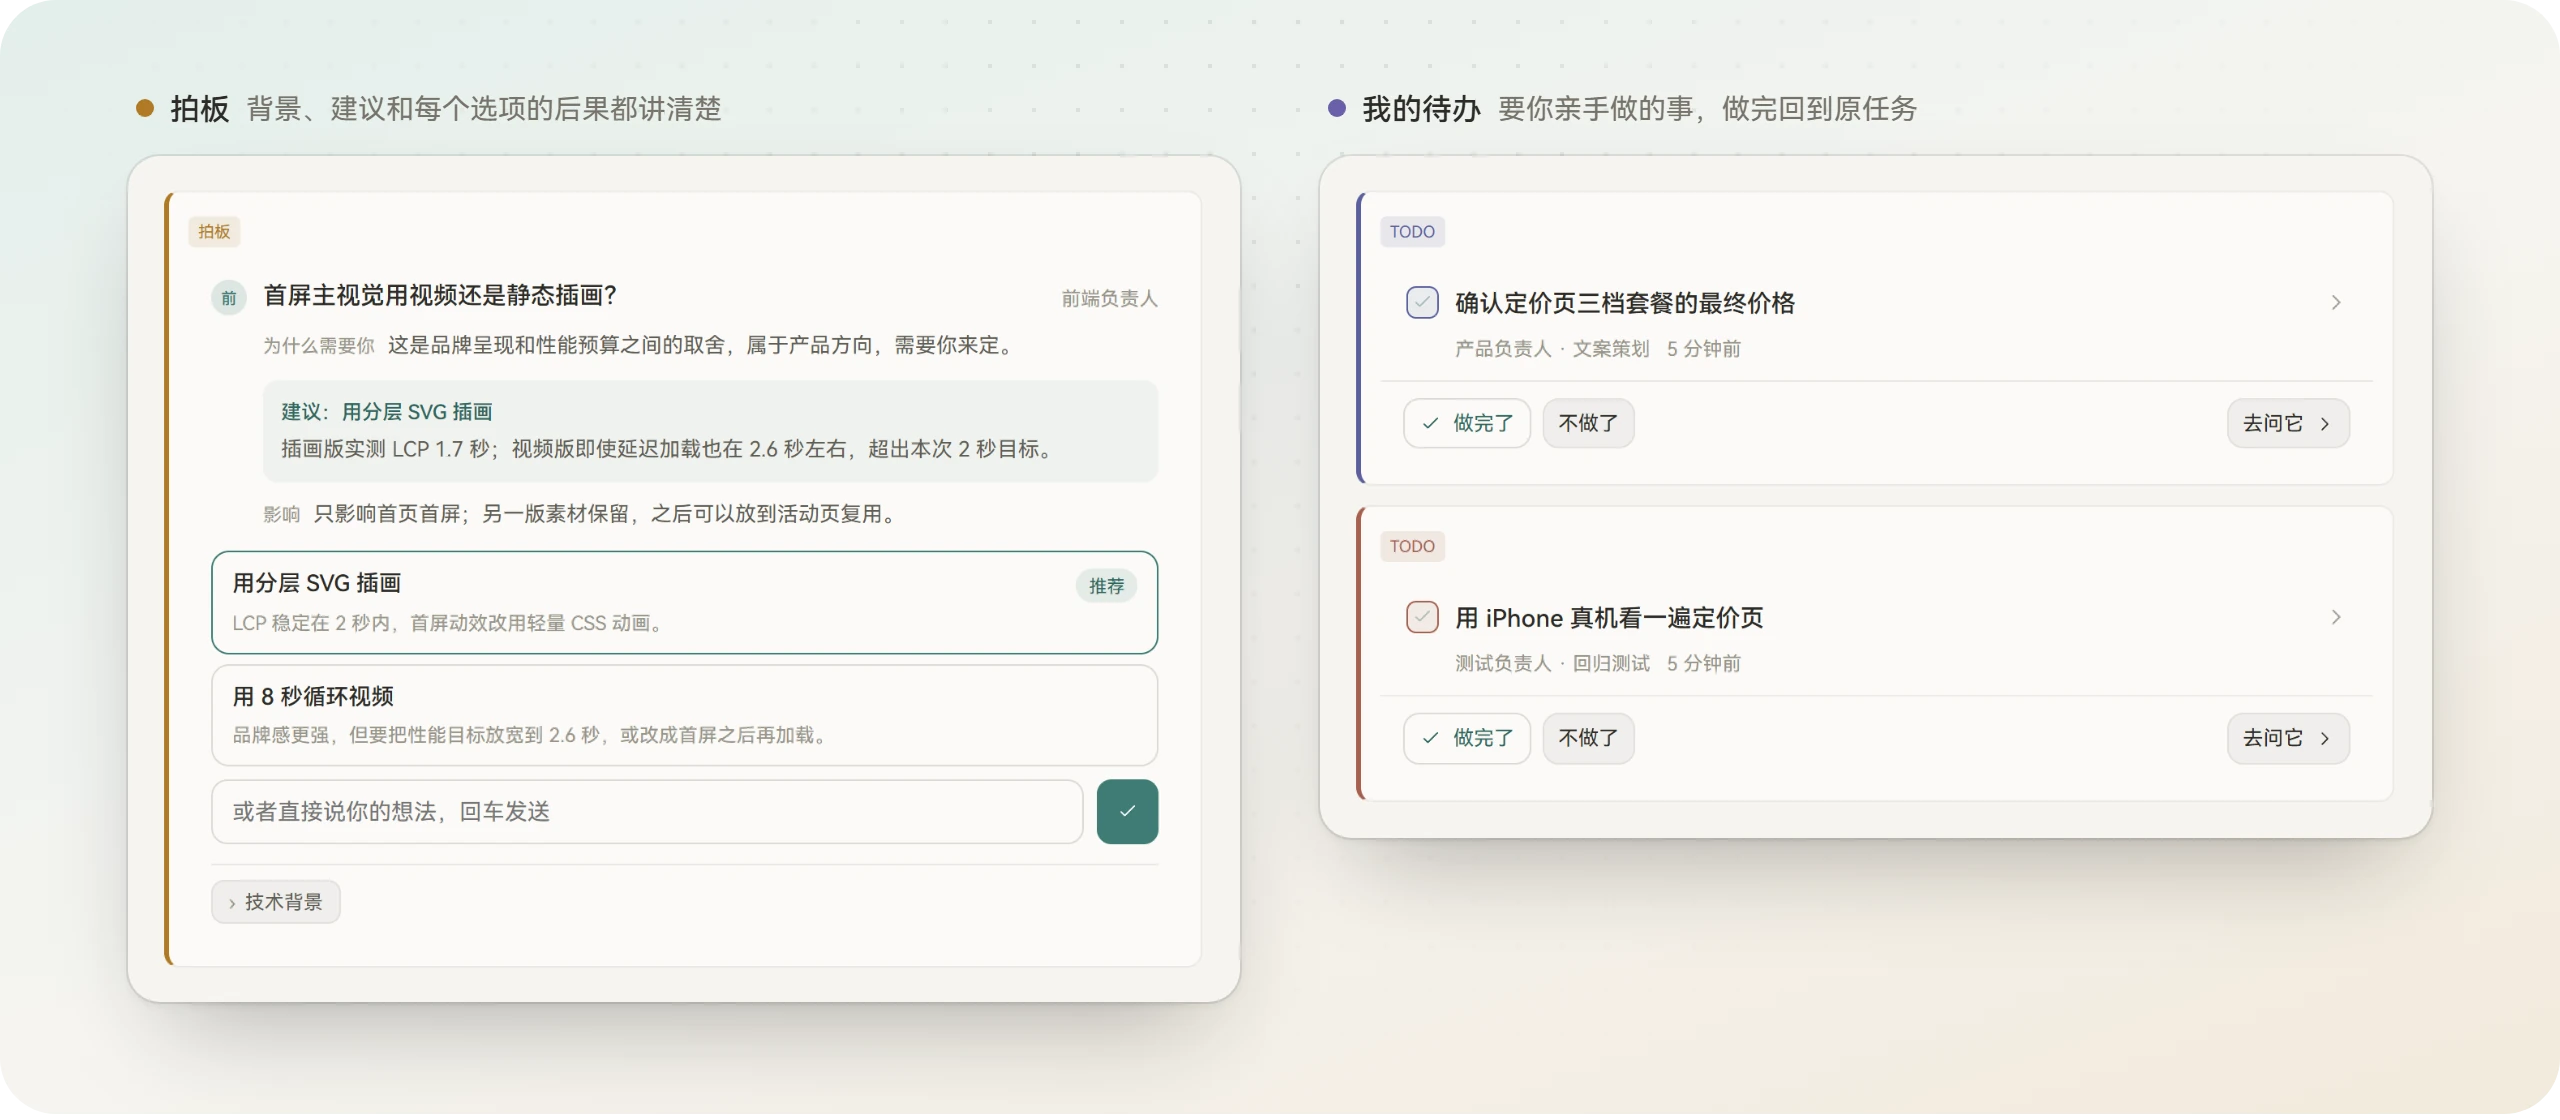 拍板 背景、建议和每个选项的后果都讲清楚
拍板
前 首屏主视觉用视频还是静态插画？ 前端负责人
为什么需要你 这是品牌呈现和性能预算之间的取舍，属于产品方向，需要你来定。
建议：用分层 SVG 插画
插画版实测 LCP 1.7 秒；视频版即使延迟加载也在 2.6 秒左右，超出本次 2 秒目标。
影响 只影响首页首屏；另一版素材保留，之后可以放到活动页复用。
用分层 SVG 插画 推荐
LCP 稳定在 2 秒内，首屏动效改用轻量 CSS 动画。
用 8 秒循环视频
品牌感更强，但要把性能目标放宽到 2.6 秒，或改成首屏之后再加载。
或者直接说你的想法，回车发送
技术背景
我的待办 要你亲手做的事，做完回到原任务
TODO
确认定价页三档套餐的最终价格
产品负责人 · 文案策划 5 分钟前
做完了 不做了 去问它
TODO
用 iPhone 真机看一遍定价页
测试负责人 · 回归测试 5 分钟前
做完了 不做了 去问它